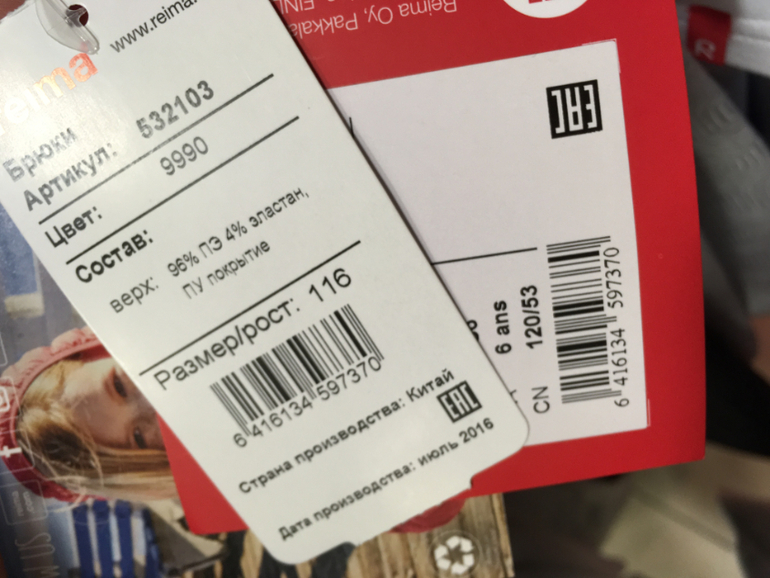 www.reima.
reima
Брюки
Артикул: 532103
Цвет: 9990
Состав:
верх: 96% ПЭ 4% эластан,
ПУ покрытие
Размер/рост: 116
6 416134 597370
Страна производства: Китай
EAC
Дата производства: июль 2016
Reima Oy, Pakkala
EAC
6 ans
CN 120/53
6 416134 597370